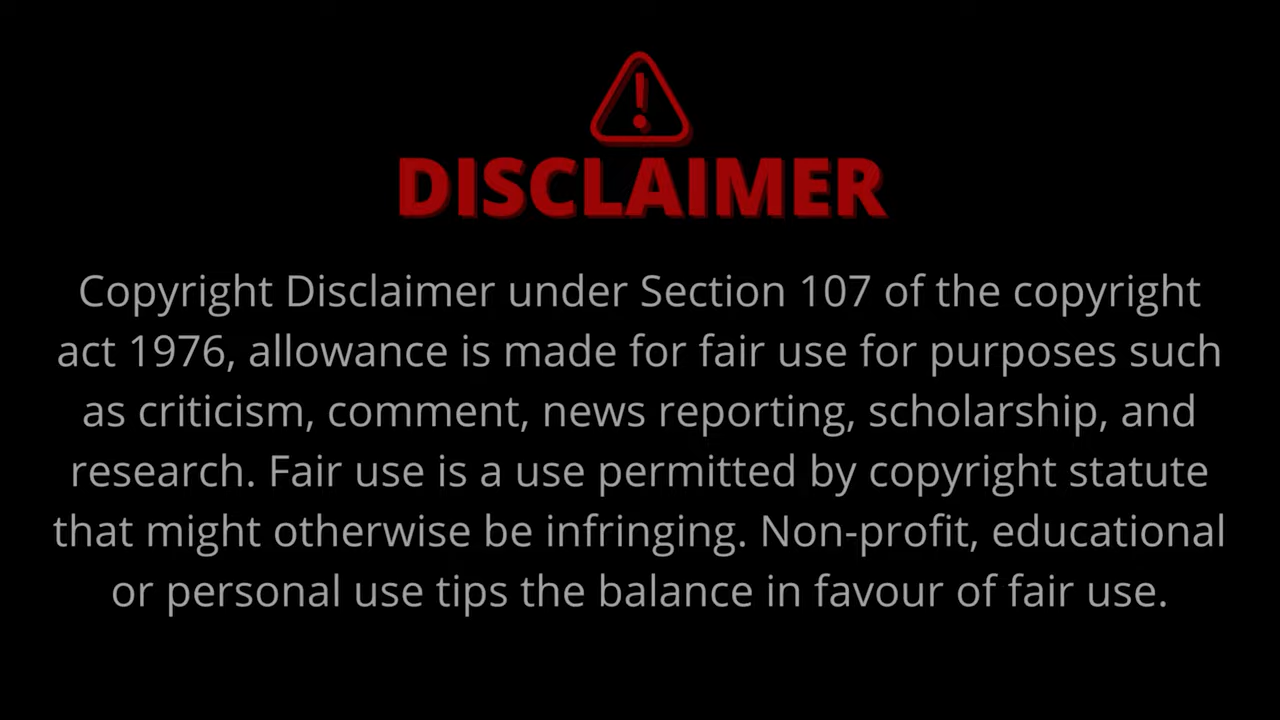 DISCLAIMER
Copyright Disclaimer under Section 107 of the copyright
act 1976, allowance is made for fair use for purposes such
as criticism, comment, news reporting, scholarship, and
research. Fair use is a use permitted by copyright statute
that might otherwise be infringing. Non-profit, educational
or personal use tips the balance in favour of fair use.